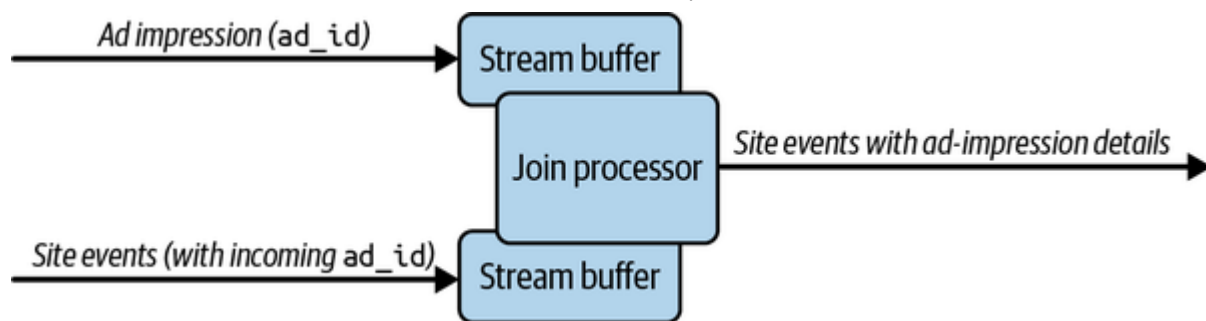 Ad impression (ad_id)
Stream buffer
Join processor
Site events with ad-impression details
Site events (with incoming ad_id)
Stream buffer